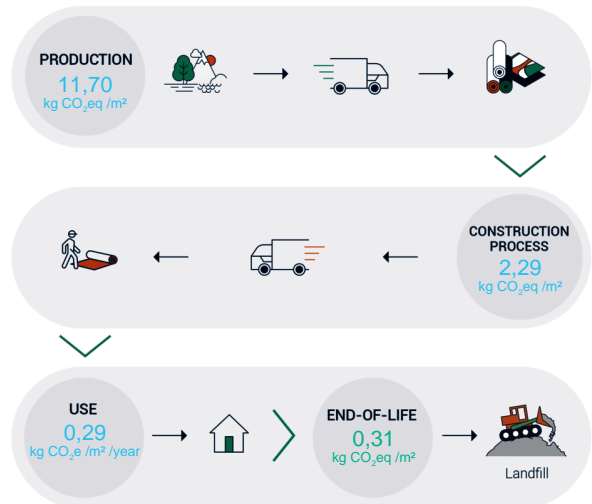 PRODUCTION
11,70
kg CO₂eq /m²
CONSTRUCTION
PROCESS
2,29
kg CO₂eq /m²
USE
0,29
kg CO₂e /m² /year
END-OF-LIFE
0,31
kg CO₂eq /m²
Landfill